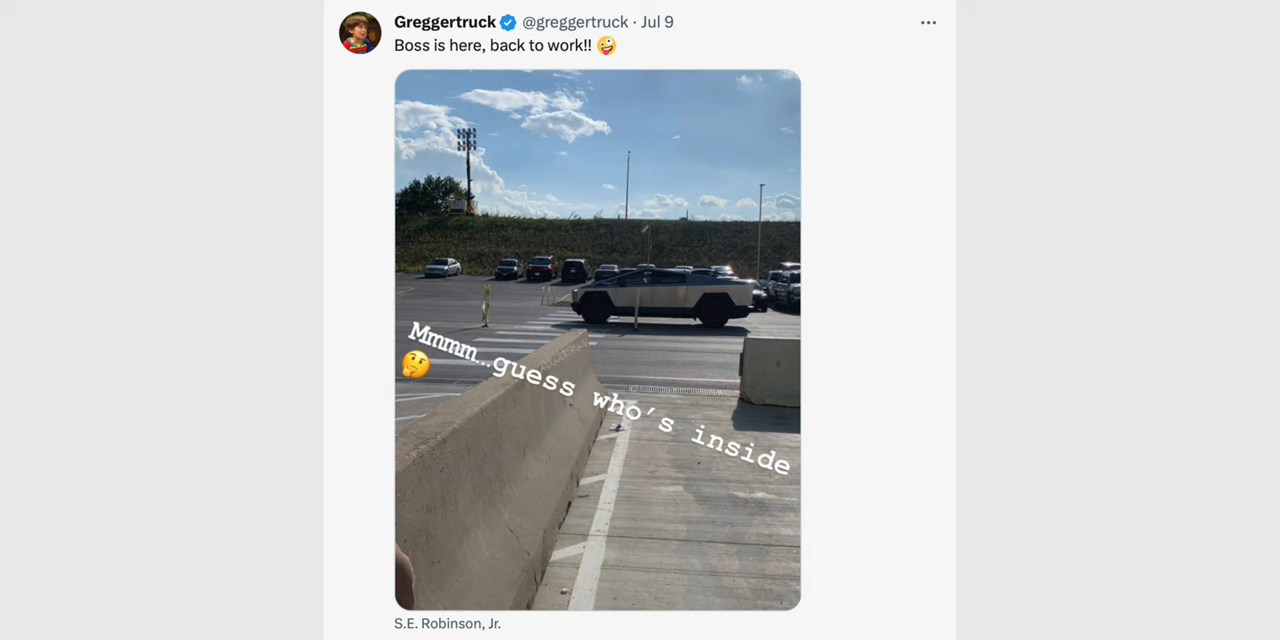 Greggertruck @greggertruck · Jul 9
Boss is here, back to work!! 🤪
Mmmm...guess who's inside
🤔
S.E. Robinson, Jr.